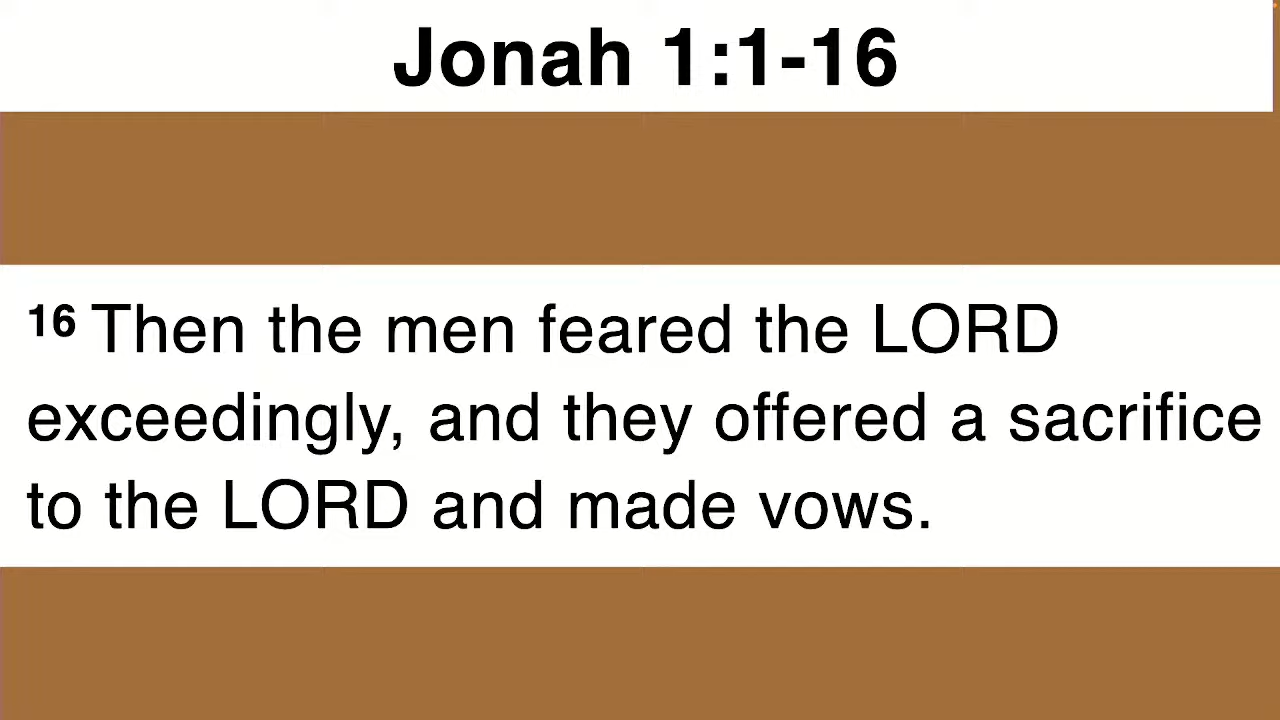 Jonah 1:1-16
16 Then the men feared the LORD
exceedingly, and they offered a sacrifice
to the LORD and made vows.